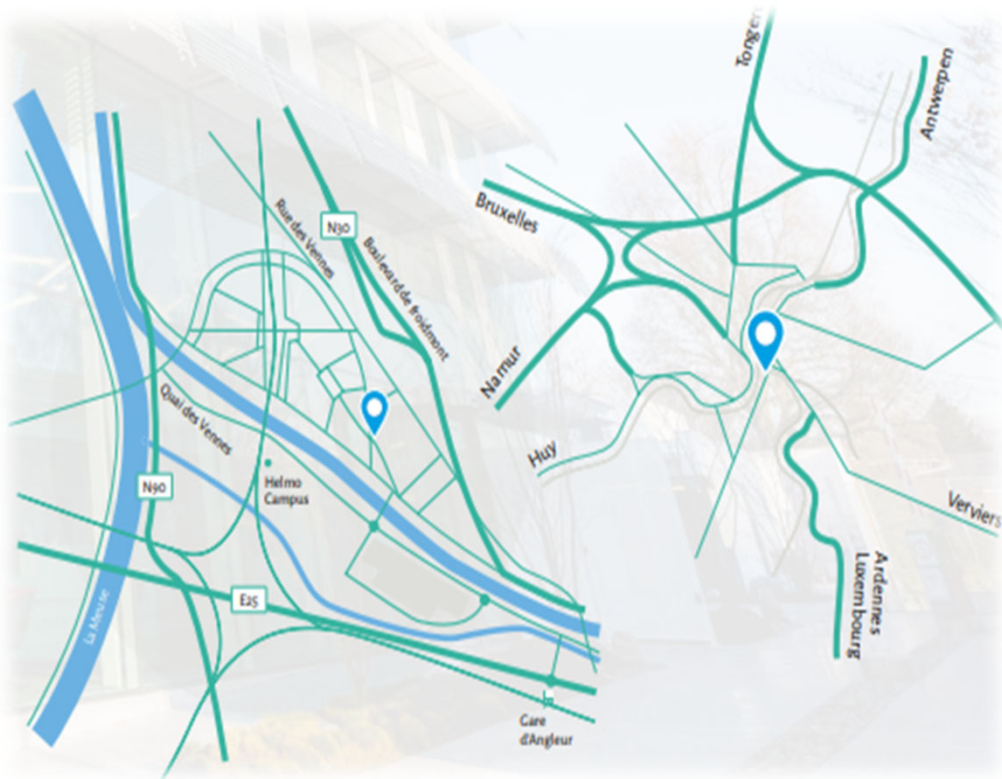 Rue des Vennes
N30
Boulevard de froidmont
Quai des Vennes
N90
Helmo
Campus
E25
La Meuse
Gare
d'Angleur
Antwerpen
Bruxelles
Namur
Huy
Verviers
Ardennes
Luxembourg